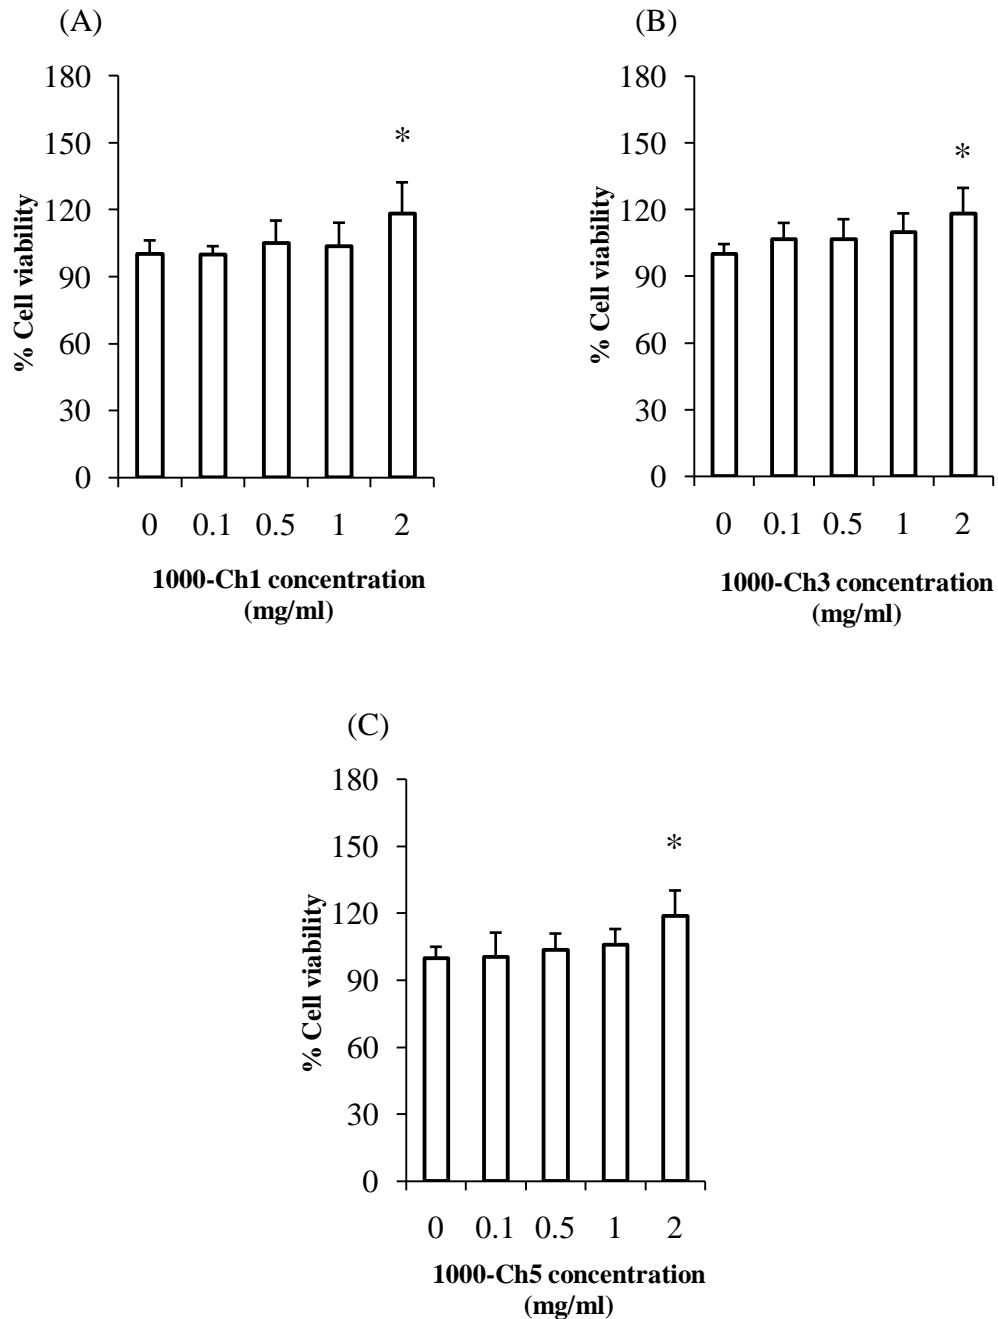 (A)
180
150
120
90
60
30
0
% Cell viability
*
0 0.1 0.5 1 2
1000-Ch1 concentration
(mg/ml)
(B)
180
150
120
90
60
30
0
% Cell viability
*
0 0.1 0.5 1 2
1000-Ch3 concentration
(mg/ml)
(C)
180
150
120
90
60
30
0
% Cell viability
*
0 0.1 0.5 1 2
1000-Ch5 concentration
(mg/ml)